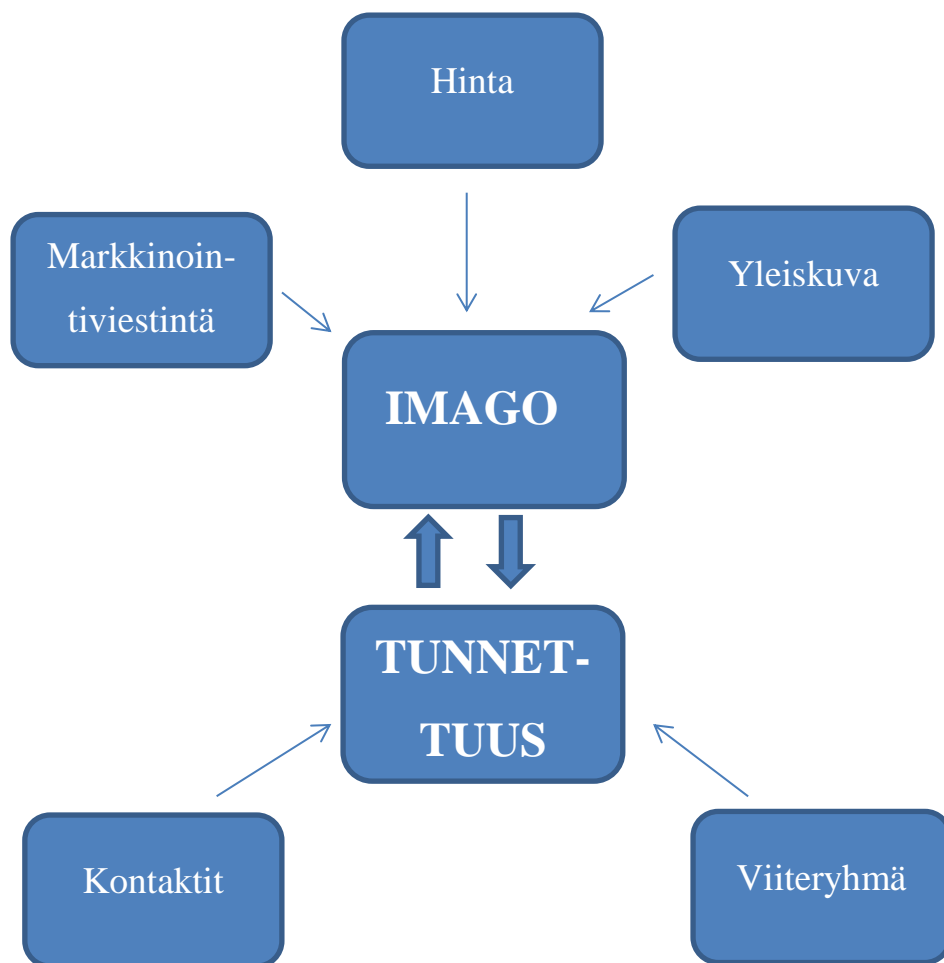 Hinta
Markkinoin-
tiviestintä
Yleiskuva
IMAGO
TUNNET-
TUUS
Kontaktit
Viiteryhmä